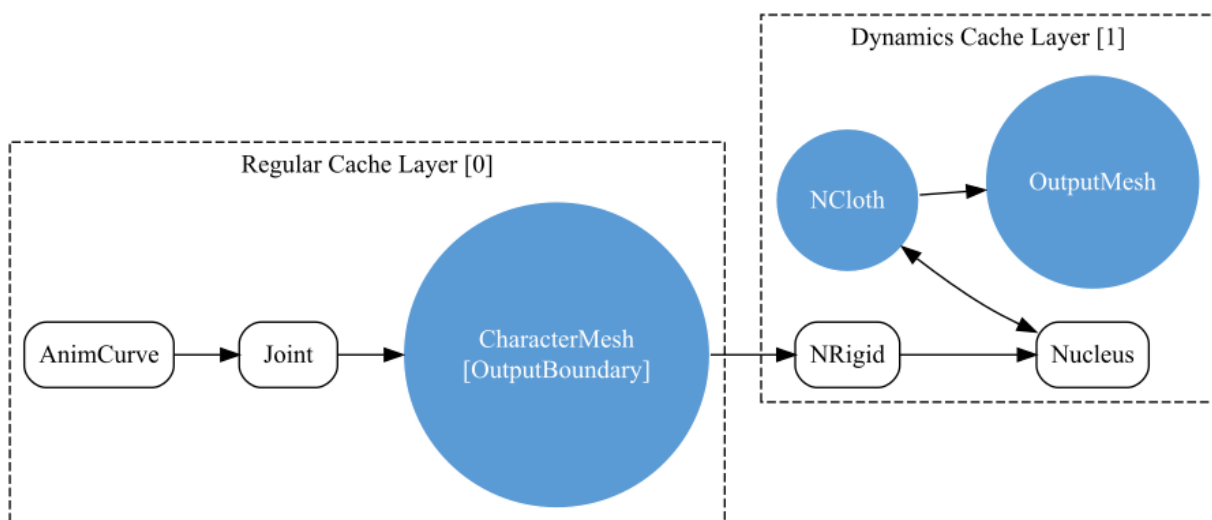 Dynamics Cache Layer [1]
Regular Cache Layer [0]
NCloth
OutputMesh
AnimCurve
Joint
CharacterMesh
[OutputBoundary]
NRigid
Nucleus